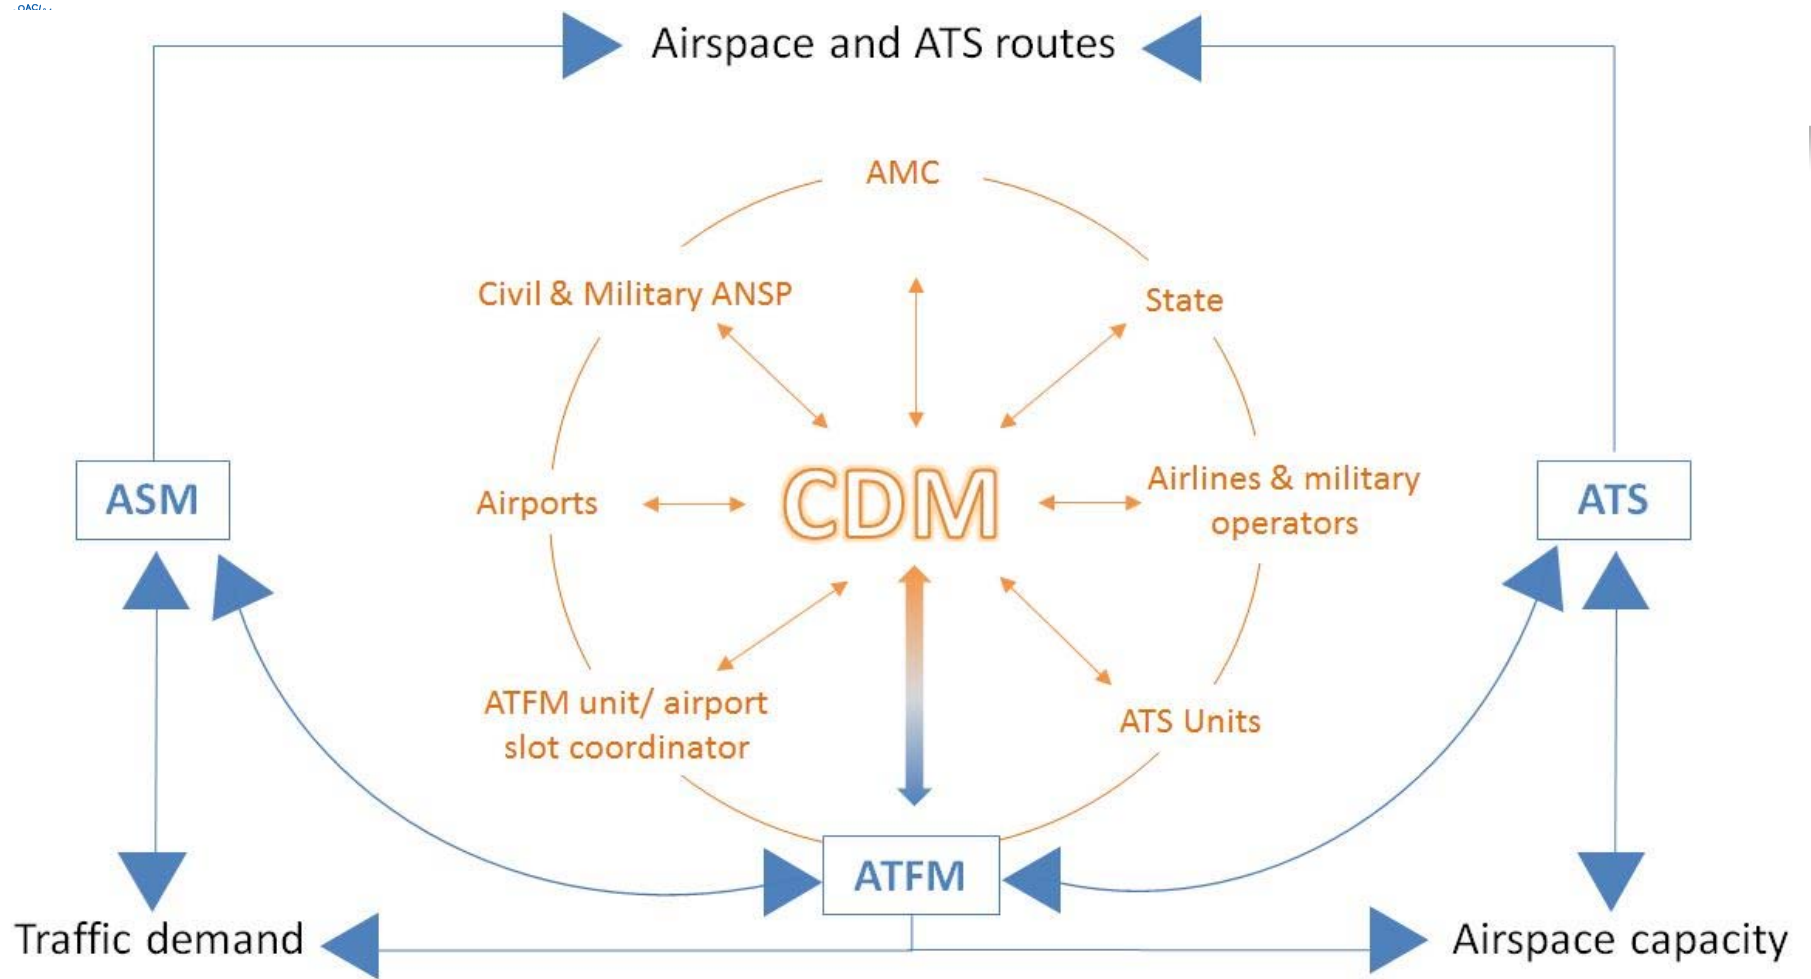 Airspace and ATS routes
AMC
Civil & Military ANSP
State
ASM
Airports
CDM
Airlines & military
operators
ATS
ATFM unit/ airport
slot coordinator
ATS Units
ATFM
Traffic demand
Airspace capacity